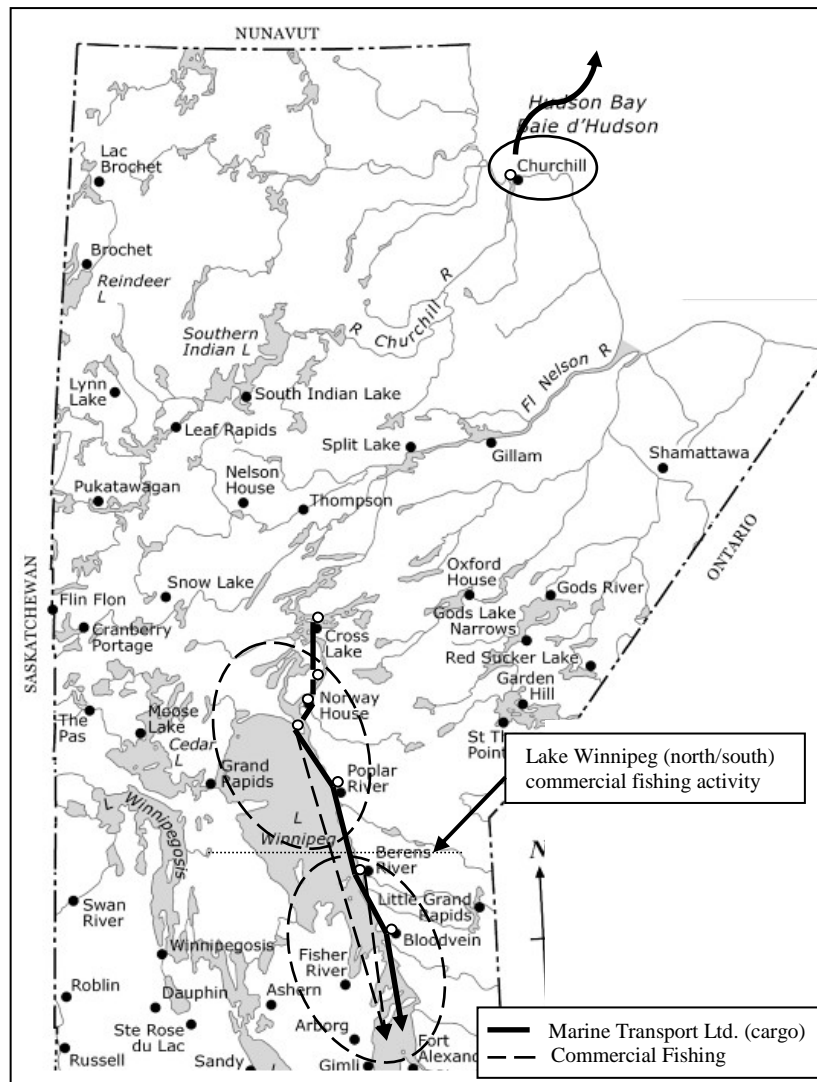 NUNAVUT
Hudson Bay
Baie d'Hudson
Lac
Brochet
Churchill
Brochet
Reindeer
L
Southern
Indian L
R Churchill R
Lynn
Lake
South Indian Lake
Fl Nelson R
Leaf Rapids
Split Lake
Gillam
Shamattawa
Nelson
House
Pukatawagan
Thompson
ONTARIO
SASKATCHEWAN
Snow Lake
Oxford
House
Gods River
Flin Flon
Cranberry
Portage
Gods Lake
Narrows
Cross
Lake
Red Sucker Lake
Garden
Hill
Norway
House
The
Pas
Moose
Lake
Cedar
L
St Th
Point
Grand
Rapids
Poplar
River
Lake Winnipeg (north/south)
commercial fishing activity
L Winnipegosis
L
Winnipeg
N
Berens
River
Little Grand
Rapids
Swan
River
Bloodvein
Winnipegosis
Fisher
River
Roblin
Dauphin
Ashern
Ste Rose
du Lac
Arborg
Fort
Alexan
Russell
Sandy
L
Gimli
Marine Transport Ltd. (cargo)
Commercial Fishing